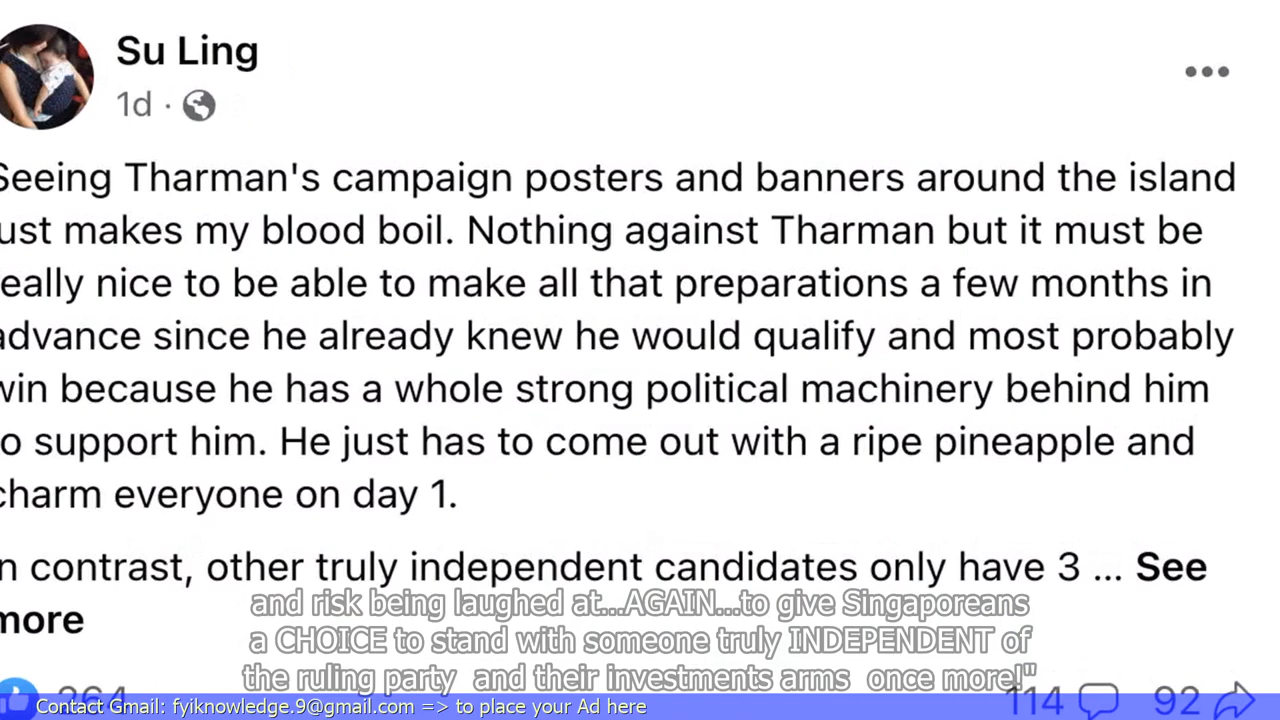 Su Ling
1d ·
Seeing Tharman's campaign posters and banners around the island
ust makes my blood boil. Nothing against Tharman but it must be
eally nice to be able to make all that preparations a few months in
advance since he already knew he would qualify and most probably
win because he has a whole strong political machinery behind him
to support him. He just has to come out with a ripe pineapple and
charm everyone on day 1.
n contrast, other truly independent candidates only have 3 ... See
more
and risk being laughed at...AGAIN...to give Singaporeans
a CHOICE to stand with someone truly INDEPENDENT of
the ruling party and their investments arms once more!"
264
114
92
Contact Gmail: fyiknowledge.9@gmail.com => to place your Ad here